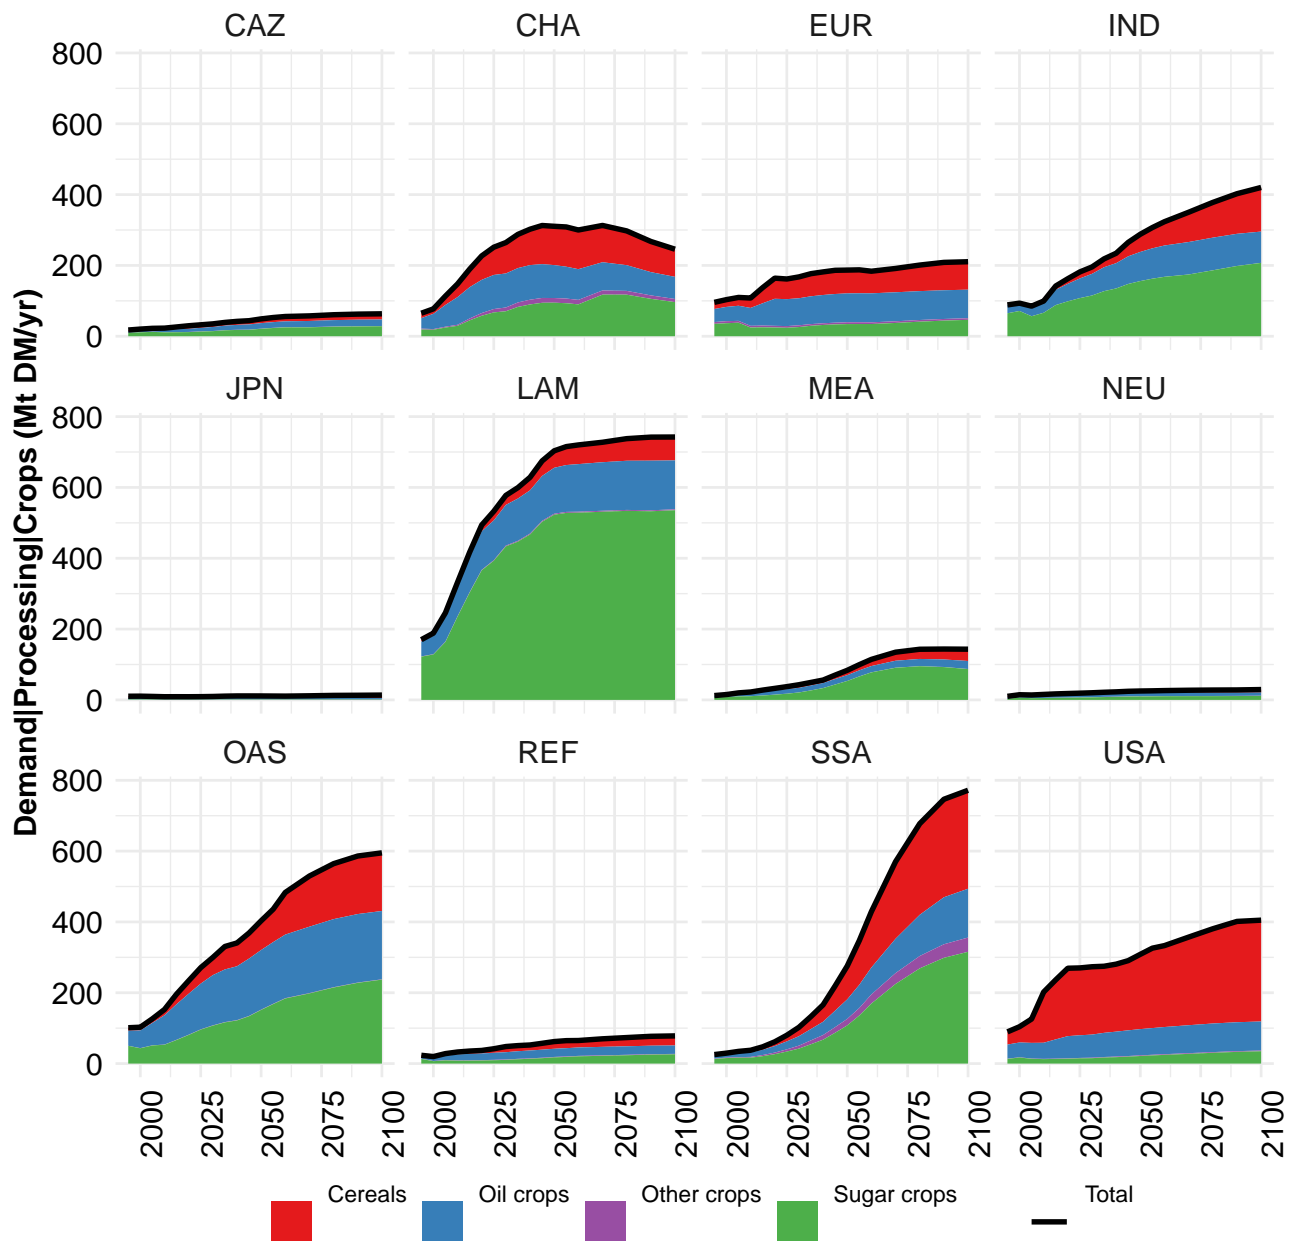 CAZ CHA EUR IND
800
600
400
200
0
JPN LAM MEA NEU
800
600
400
200
0
OAS REF SSA USA
800
600
400
200
0
Demand|Processing|Crops (Mt DM/yr)
2000 2025 2050 2075 2100 2000 2025 2050 2075 2100 2000 2025 2050 2075 2100 2000 2025 2050 2075 2100
Cereals Oil crops Other crops Sugar crops Total